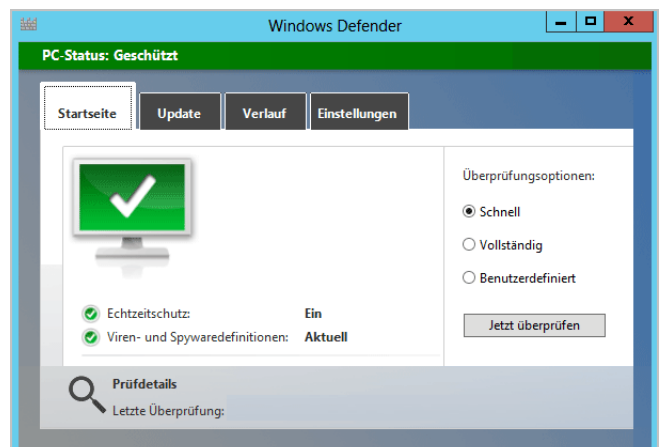 Windows Defender
PC-Status: Geschützt
Startseite
Update
Verlauf
Einstellungen
Überprüfungsoptionen:
Schnell
Vollständig
Benutzerdefiniert
Jetzt überprüfen
Echtzeitschutz: Ein
Viren- und Spywaredefinitionen: Aktuell
Prüfdetails
Letzte Überprüfung: